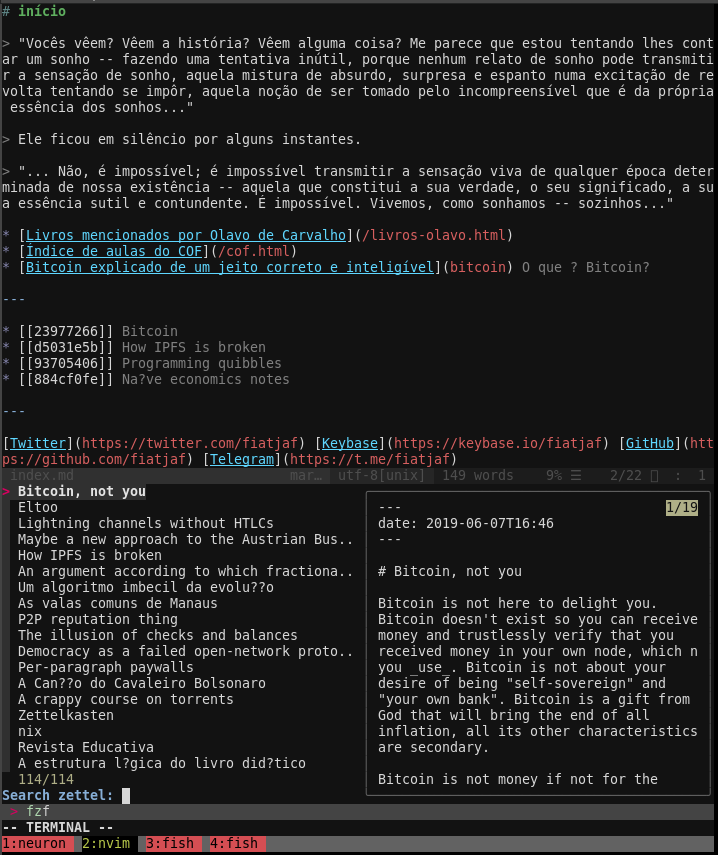 # início
> "Vocês vêem? Vêem a história? Vêem alguma coisa? Me parece que estou tentando lhes cont
ar um sonho -- fazendo uma tentativa inútil, porque nenhum relato de sonho pode transmiti
r a sensação de sonho, aquela mistura de absurdo, surpresa e espanto numa excitação de re
volta tentando se impôr, aquela noção de ser tomado pelo incompreensível que é da própria
essência dos sonhos..."
> Ele ficou em silêncio por alguns instantes.
> "... Não, é impossível; é impossível transmitir a sensação viva de qualquer época deter
minada de nossa existência -- aquela que constitui a sua verdade, o seu significado, a su
a essência sutil e contundente. É impossível. Vivemos, como sonhamos -- sozinhos..."
* [Livros mencionados por Olavo de Carvalho](/livros-olavo.html)
* [Índice de aulas do COF](/cof.html)
* [Bitcoin explicado de um jeito correto e inteligível](bitcoin) O que ? Bitcoin?
---
* [[23977266]] Bitcoin
* [[d5031e5b]] How IPFS is broken
* [[93705406]] Programming quibbles
* [[884cf0fe]] Na?ve economics notes
---
[Twitter](https://twitter.com/fiatjaf) [Keybase](https://keybase.io/fiatjaf) [GitHub](htt
ps://github.com/fiatjaf) [Telegram](https://t.me/fiatjaf)
index.md mar… utf-8[unix] 149 words 9% ☰ 2/22 : 1
> Bitcoin, not you
Eltoo
Lightning channels without HTLCs
Maybe a new approach to the Austrian Bus..
How IPFS is broken
An argument according to which fractiona..
Um algoritmo imbecil da evolu??o
As valas comuns de Manaus
P2P reputation thing
The illusion of checks and balances
Democracy as a failed open-network proto..
Per-paragraph paywalls
A Can??o do Cavaleiro Bolsonaro
A crappy course on torrents
Zettelkasten
nix
Revista Educativa
A estrutura l?gica do livro did?tico
114/114
Search zettel:
--- 1/19
date: 2019-06-07T16:46
---
# Bitcoin, not you
Bitcoin is not here to delight you.
Bitcoin doesn't exist so you can receive
money and trustlessly verify that you
received money in your own node, which n
you _use_. Bitcoin is not about your
desire of being "self-sovereign" and
"your own bank". Bitcoin is a gift from
God that will bring the end of all
inflation, all its other characteristics
are secondary.
Bitcoin is not money if not for the
> fzf
-- TERMINAL --
1:neuron 2:nvim 3:fish 4:fish